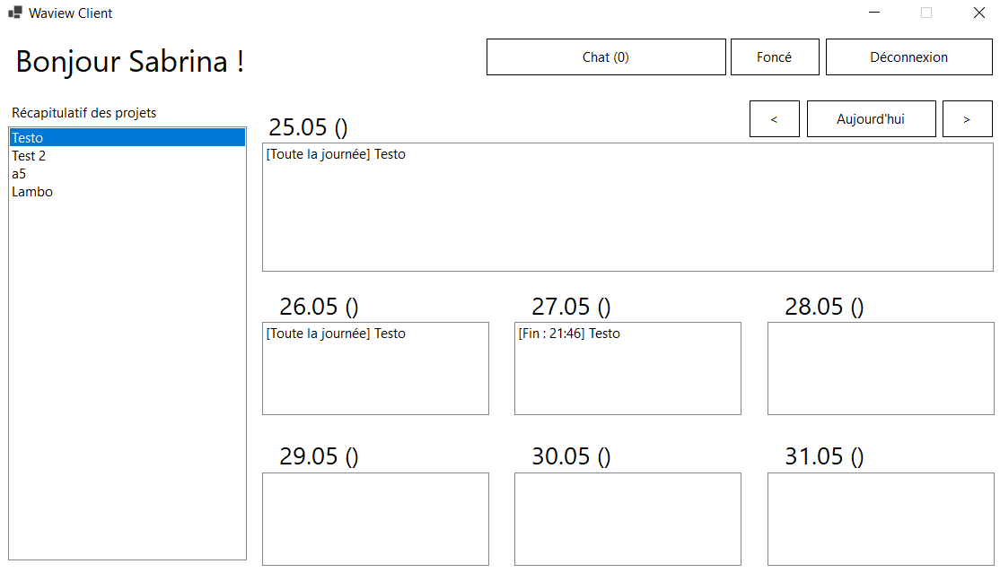 Waview Client
Bonjour Sabrina !
Chat (0)
Foncé
Déconnexion
Récapitulatif des projets
Testo
Test 2
a5
Lambo
<
Aujourd'hui
>
25.05 ()
[Toute la journée] Testo
26.05 ()
[Toute la journée] Testo
27.05 ()
[Fin : 21:46] Testo
28.05 ()
29.05 ()
30.05 ()
31.05 ()